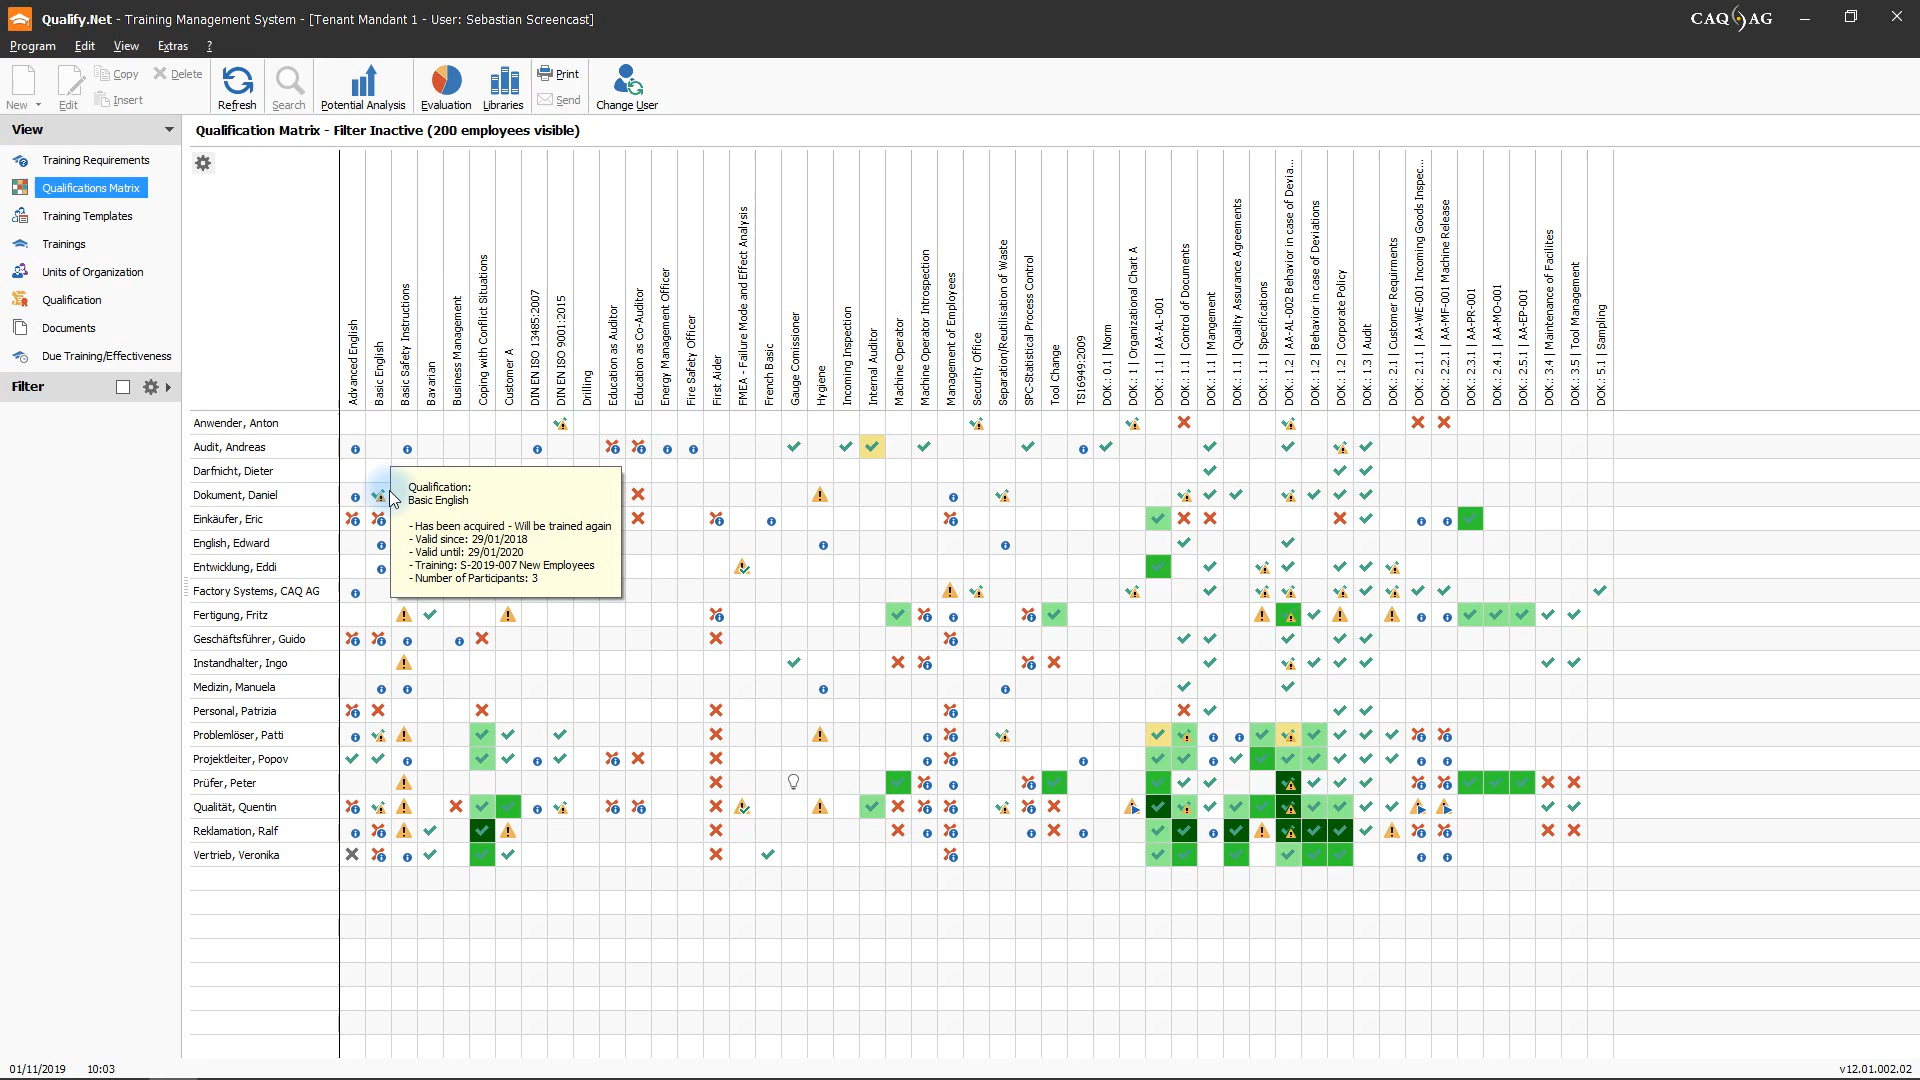 Qualify.Net - Training Management System - [Tenant Mandant 1 - User: Sebastian Screencast]
CAQ AG
Program Edit View Extras ?
New
Edit
Copy
Insert
Delete
Refresh
Search
Potential Analysis
Evaluation
Libraries
Print
Send
Change User
View
Qualification Matrix - Filter Inactive (200 employees visible)
Training Requirements
Qualifications Matrix
Training Templates
Trainings
Units of Organization
Qualification
Documents
Due Training/Effectiveness
Filter
Advanced English
Basic English
Basic Safety Instructions
Bavarian
Business Management
Coping with Conflict Situations
Customer A
DIN EN ISO 13485:2007
DIN EN ISO 9001:2015
Drilling
Education as Auditor
Education as Co-Auditor
Energy Management Officer
Fire Safety Officer
First Aider
FMEA - Failure Mode and Effect Analysis
French Basic
Gauge Comissioner
Hygiene
Incoming Inspection
Internal Auditor
Machine Operator
Machine Operator Introspection
Management of Employees
Security Office
Separation/Reutilisation of Waste
SPC-Statistical Process Control
Tool Change
TS16949:2009
DOK.: 0.1 | Norm
DOK.: 1 | Organizational Chart A
DOK.: 1.1 | AA-AL-001
DOK.: 1.1 | Control of Documents
DOK.: 1.1 | Mangement
DOK.: 1.1 | Quality Assurance Agreements
DOK.: 1.1 | Specifications
DOK.: 1.2 | AA-AL-002 Behavior in case of Devia...
DOK.: 1.2 | Behavior in case of Deviations
DOK.: 1.2 | Corporate Policy
DOK.: 1.3 | Audit
DOK.: 2.1 | Customer Requirments
DOK.: 2.1.1 | AA-WE-001 Incoming Goods Inspec...
DOK.: 2.2.1 | AA-MF-001 Machine Release
DOK.: 2.3.1 | AA-PR-001
DOK.: 2.4.1 | AA-MO-001
DOK.: 2.5.1 | AA-EP-001
DOK.: 3.4 | Maintenance of Facilites
DOK.: 3.5 | Tool Management
DOK.: 5.1 | Sampling
Anwender, Anton
Audit, Andreas
Darfnicht, Dieter
Dokument, Daniel
Einkäufer, Eric
English, Edward
Entwicklung, Eddi
Factory Systems, CAQ AG
Fertigung, Fritz
Geschäftsführer, Guido
Instandhalter, Ingo
Medizin, Manuela
Personal, Patrizia
Problemlöser, Patti
Projektleiter, Popov
Prüfer, Peter
Qualität, Quentin
Reklamation, Ralf
Vertrieb, Veronika
Qualification:
Basic English
- Has been acquired - Will be trained again
- Valid since: 29/01/2018
- Valid until: 29/01/2020
- Training: S-2019-007 New Employees
- Number of Participants: 3
01/11/2019 10:03
v12.01.002.02